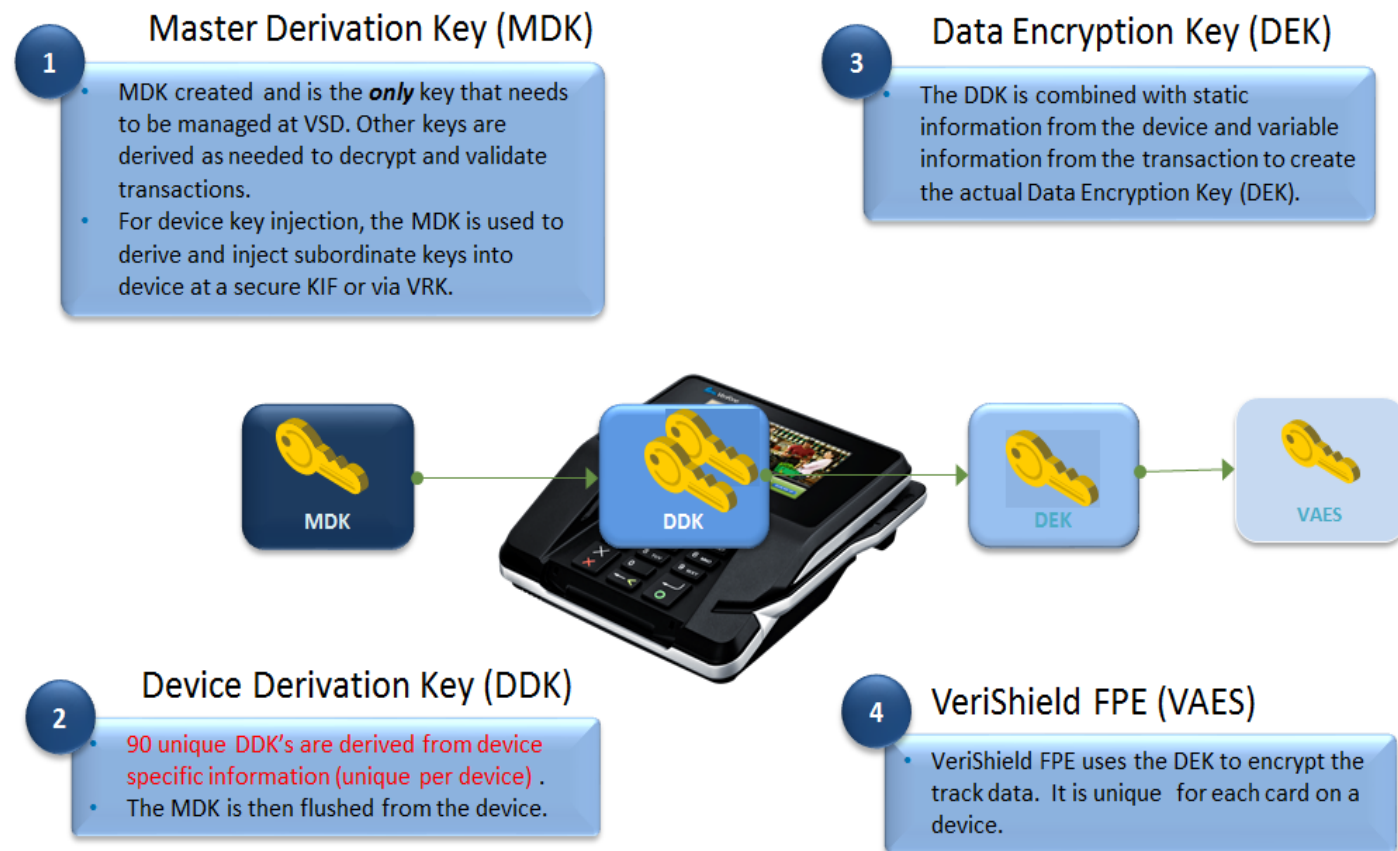 Master Derivation Key (MDK)
1
• MDK created and is the only key that needs
to be managed at VSD. Other keys are
derived as needed to decrypt and validate
transactions.
• For device key injection, the MDK is used to
derive and inject subordinate keys into
device at a secure KIF or via VRK.
Data Encryption Key (DEK)
3
• The DDK is combined with static
information from the device and variable
information from the transaction to create
the actual Data Encryption Key (DEK).
MDK
DDK
DEK
VAES
Device Derivation Key (DDK)
2
• 90 unique DDK's are derived from device
specific information (unique per device) .
• The MDK is then flushed from the device.
VeriShield FPE (VAES)
4
• VeriShield FPE uses the DEK to encrypt the
track data. It is unique for each card on a
device.